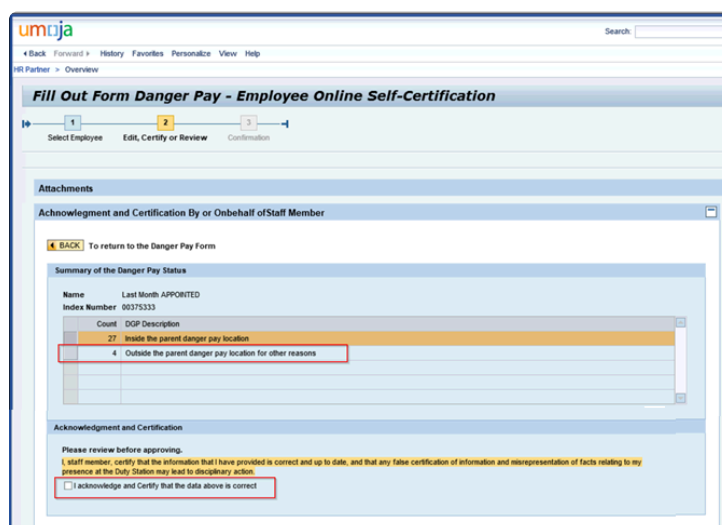 umoja
Search:
Back Forward History Favorites Personalize View Help
HR Partner > Overview
Fill Out Form Danger Pay - Employee Online Self-Certification
1 2 3
Select Employee Edit, Certify or Review Confirmation
Attachments
Acknowlegment and Certification By or Onbehalf ofStaff Member
BACK To return to the Danger Pay Form
Summary of the Danger Pay Status
Name Last Month APPOINTED
Index Number 00375333
Count DGP Description
27 Inside the parent danger pay location
4 Outside the parent danger pay location for other reasons
Acknowledgment and Certification
Please review before approving.
I, staff member, certify that the information that I have provided is correct and up to date, and that any false certification of information and misrepresentation of facts relating to my
presence at the Duty Station may lead to disciplinary action.
I acknowledge and Certify that the data above is correct